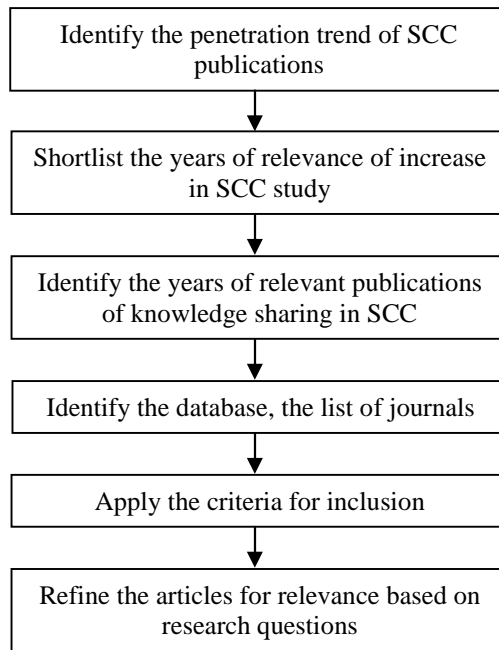 Identify the penetration trend of SCC
publications
Shortlist the years of relevance of increase
in SCC study
Identify the years of relevant publications
of knowledge sharing in SCC
Identify the database, the list of journals
Apply the criteria for inclusion
Refine the articles for relevance based on
research questions